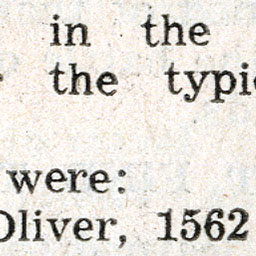 in the
the typi
were:
Oliver, 1562